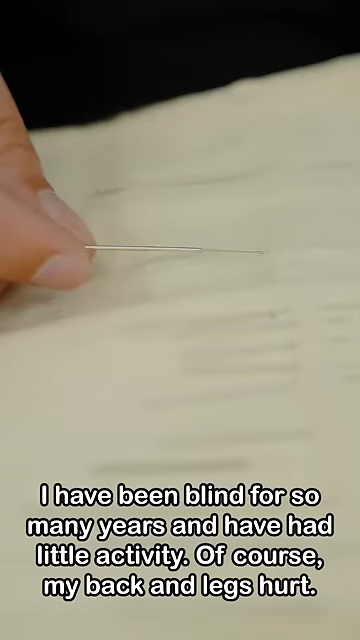 I have been blind for so
many years and have had
little activity. Of course,
my back and legs hurt.